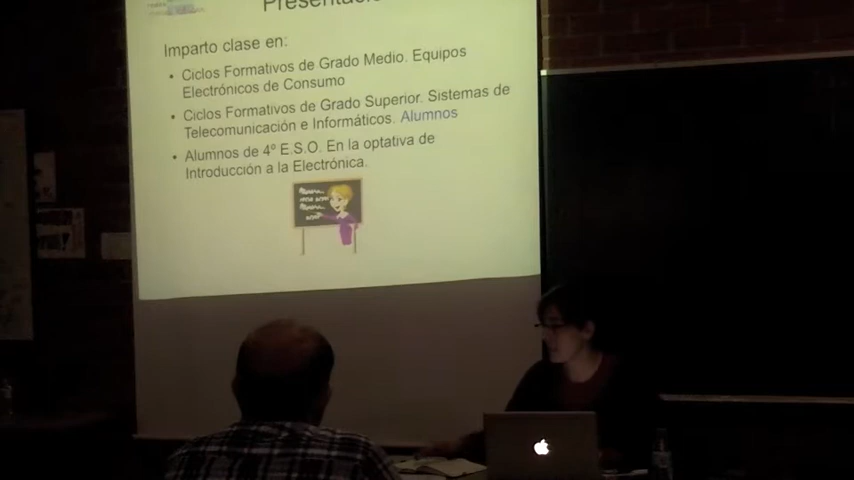 Presentació
Imparto clase en:
• Ciclos Formativos de Grado Medio. Equipos
Electrónicos de Consumo
• Ciclos Formativos de Grado Superior. Sistemas de
Telecomunicación e Informáticos. Alumnos
• Alumnos de 4º E.S.O. En la optativa de
Introducción a la Electrónica.